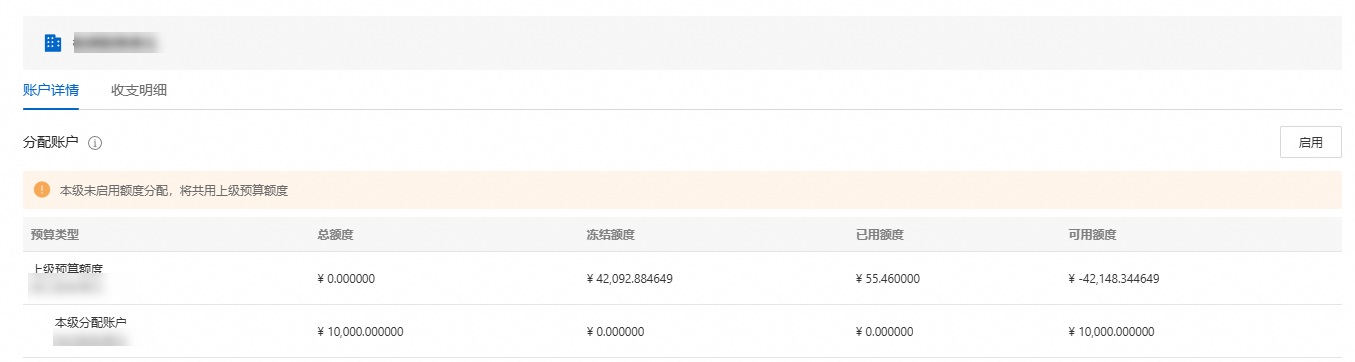 账户详情 收支明细
分配账户
启用
本级未启用额度分配，将共用上级预算额度
预算类型 总额度 冻结额度 已用额度 可用额度
上级预算额度
¥ 0.000000 ¥ 42,092.884649 ¥ 55.460000 ¥ -42,148.344649
本级分配账户
¥ 10,000.000000 ¥ 0.000000 ¥ 0.000000 ¥ 10,000.000000